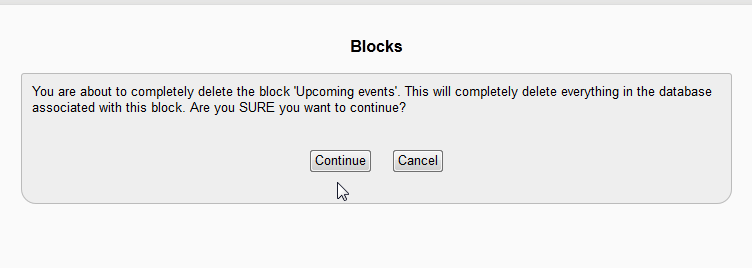 Blocks
You are about to completely delete the block 'Upcoming events'. This will completely delete everything in the database
associated with this block. Are you SURE you want to continue?
Continue Cancel